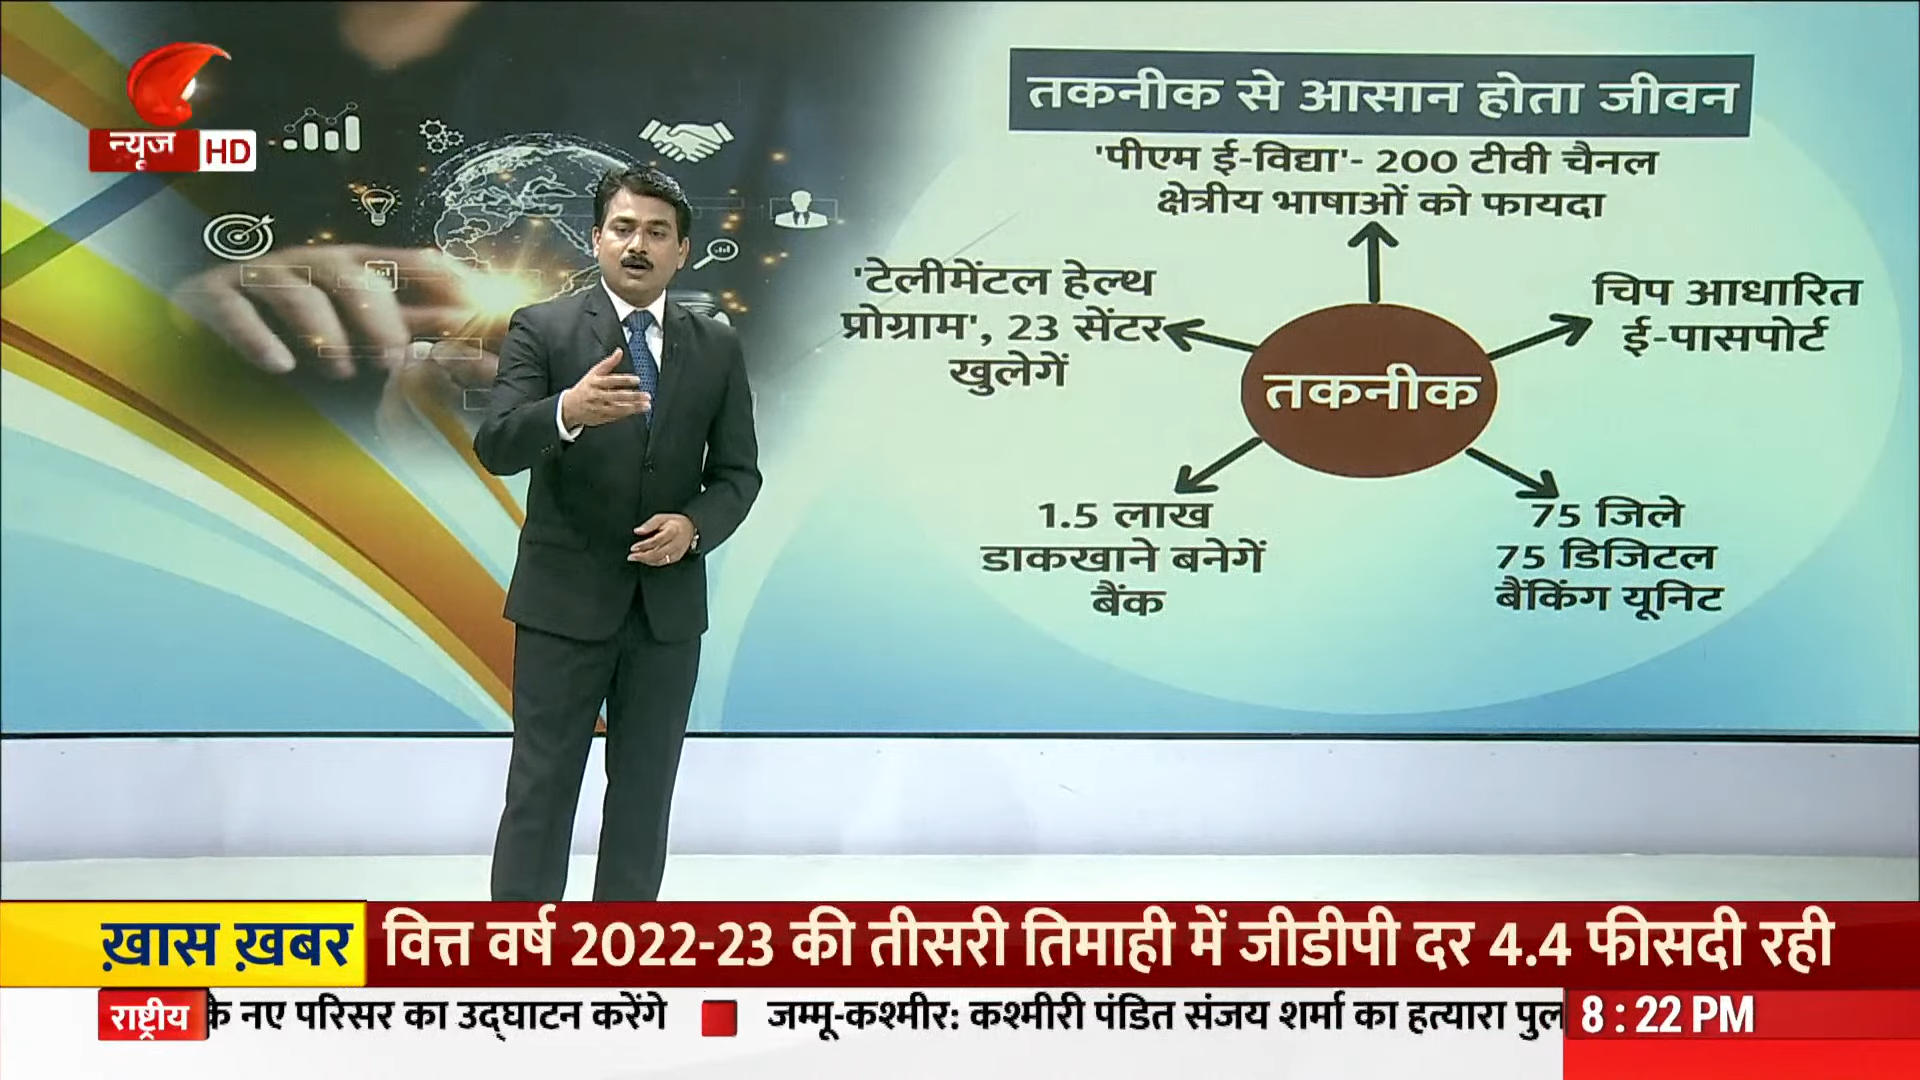 न्यूज़
HD
तकनीक से आसान होता जीवन
'पीएम ई-विद्या'- 200 टीवी चैनल
क्षेत्रीय भाषाओं को फायदा
'टेलीमेंटल हेल्थ
प्रोग्राम', 23 सेंटर
खुलेगें
चिप आधारित
ई-पासपोर्ट
तकनीक
1.5 लाख
डाकखाने बनेगें
बैंक
75 जिले
75 डिजिटल
बैंकिंग यूनिट
ख़ास ख़बर
वित्त वर्ष 2022-23 की तीसरी तिमाही में जीडीपी दर 4.4 फीसदी रही
राष्ट्रीय
के नए परिसर का उद्घाटन करेंगे
जम्मू-कश्मीर: कश्मीरी पंडित संजय शर्मा का हत्यारा पुल
8 : 22 PM